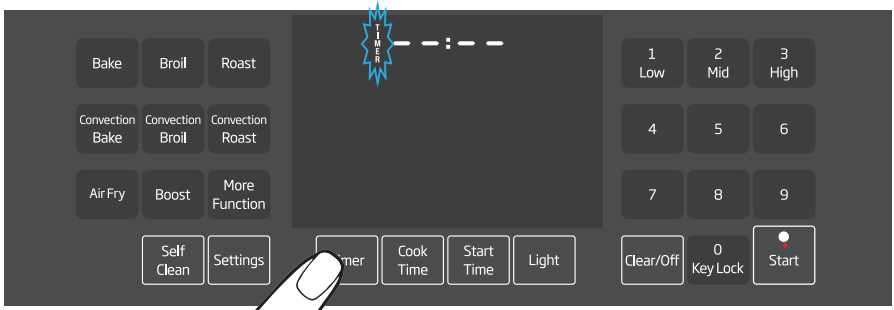 TIMER
– – : – –
Bake
Broil
Roast
Convection
Bake
Convection
Broil
Convection
Roast
Air Fry
Boost
More
Function
Self
Clean
Settings
imer
Cook
Time
Start
Time
Light
1
Low
2
Mid
3
High
4
5
6
7
8
9
Clear/Off
0
Key Lock
Start